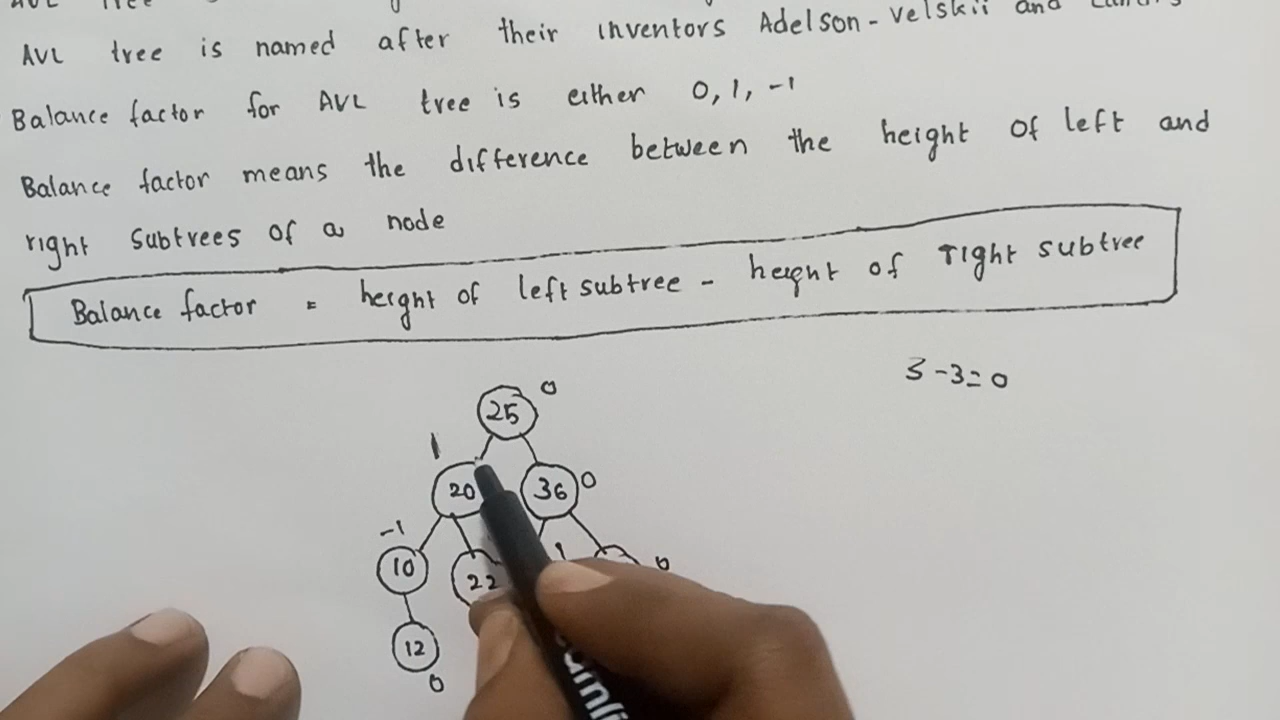 AVL tree is named after their inventors Adelson-Velskii and
Balance factor for AVL tree is either 0, 1, -1
Balance factor means the difference between the height of left and
right subtrees of a node
Balance factor = height of left subtree - height of right subtree
3-3=0
25 0
1
20 36 0
-1
10 22 1 0
12
0